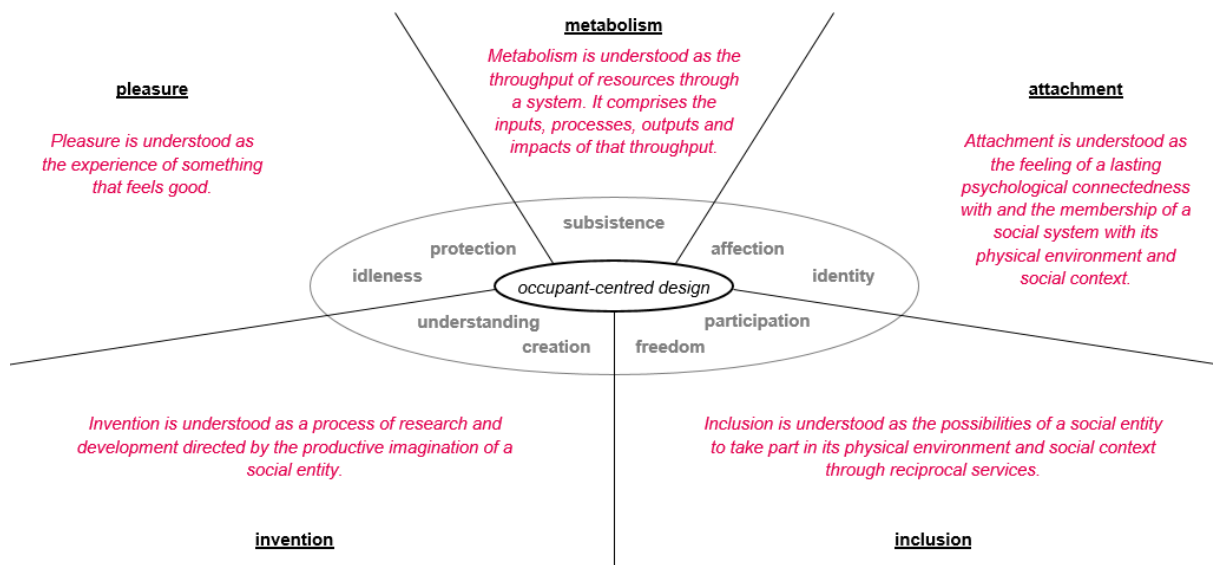 metabolism
Metabolism is understood as the
throughput of resources through
a system. It comprises the
inputs, processes, outputs and
impacts of that throughput.
pleasure
Pleasure is understood as
the experience of something
that feels good.
attachment
Attachment is understood as
the feeling of a lasting
psychological connectedness
with and the membership of a
social system with its
physical environment and
social context.
subsistence
protection
affection
idleness
identity
occupant-centred design
understanding
participation
creation
freedom
Invention is understood as a process of research and
development directed by the productive imagination of a
social entity.
invention
Inclusion is understood as the possibilities of a social entity
to take part in its physical environment and social context
through reciprocal services.
inclusion